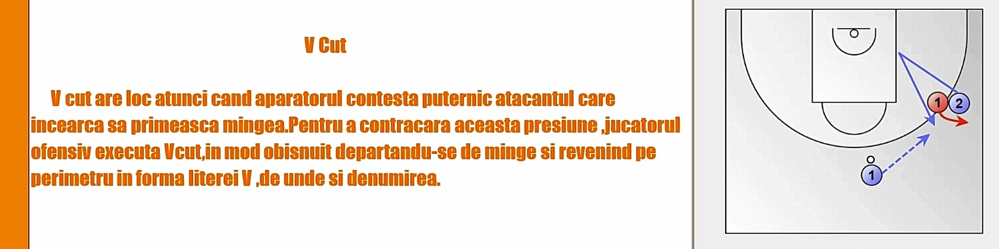 V Cut
V cut are loc atunci cand aparatorul contesta puternic atacantul care
incearca sa primeasca mingea.Pentru a contracara aceasta presiune ,jucatorul
ofensiv executa Vcut,in mod obisnuit departandu-se de minge si revenind pe
perimetru in forma literei V ,de unde si denumirea.
1 2
1